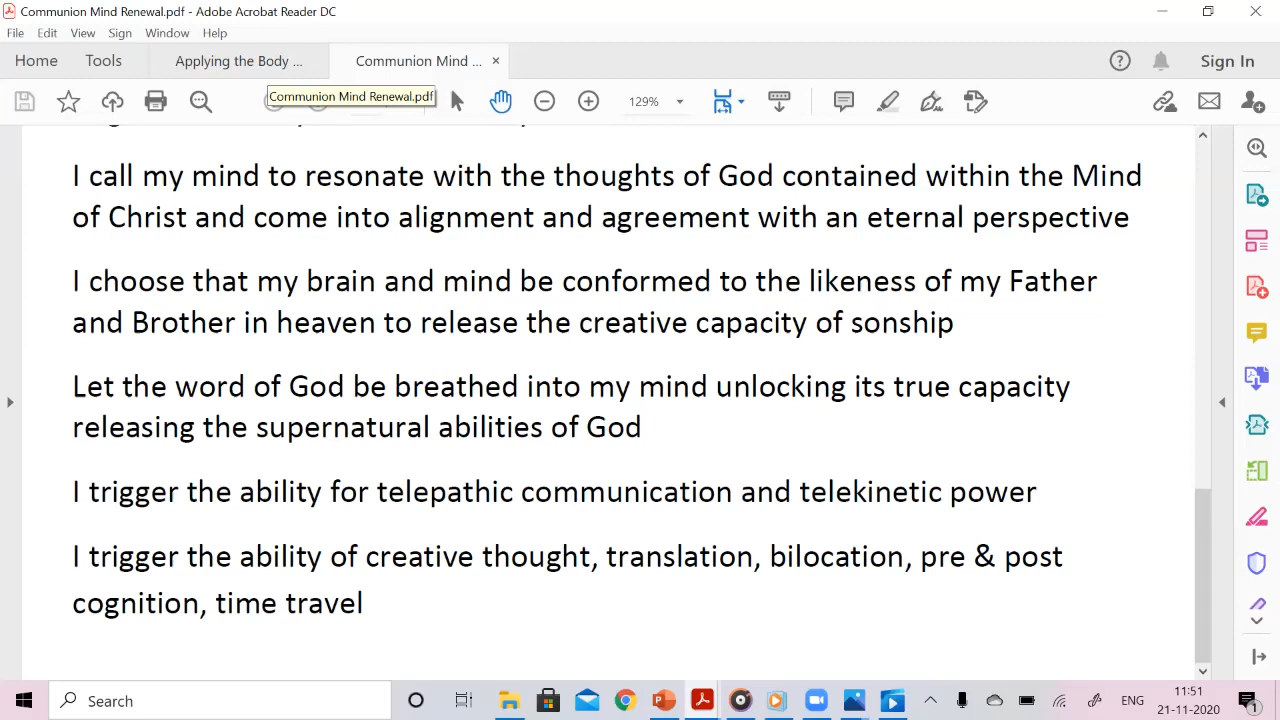 Communion Mind Renewal.pdf - Adobe Acrobat Reader DC
File Edit View Sign Window Help
Home Tools Applying the Body ... Communion Mind ... × Sign In
Communion Mind Renewal.pdf
129%
I call my mind to resonate with the thoughts of God contained within the Mind
of Christ and come into alignment and agreement with an eternal perspective
I choose that my brain and mind be conformed to the likeness of my Father
and Brother in heaven to release the creative capacity of sonship
Let the word of God be breathed into my mind unlocking its true capacity
releasing the supernatural abilities of God
I trigger the ability for telepathic communication and telekinetic power
I trigger the ability of creative thought, translation, bilocation, pre & post
cognition, time travel
Search
ENG
11:51
21-11-2020
1